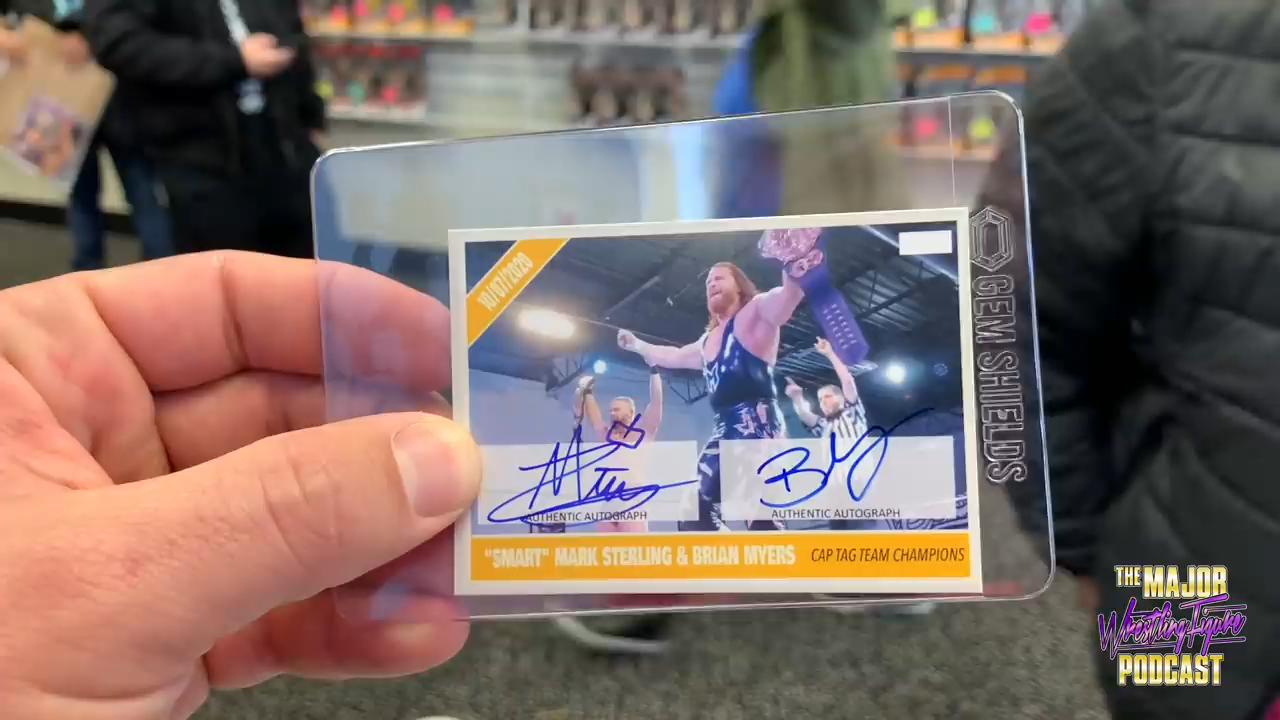 10/07/2020
GEM SHIELDS
AUTHENTIC AUTOGRAPH
AUTHENTIC AUTOGRAPH
"SMART" MARK STERLING & BRIAN MYERS
CAP TAG TEAM CHAMPIONS
THE MAJOR
Wrestling Figure
PODCAST